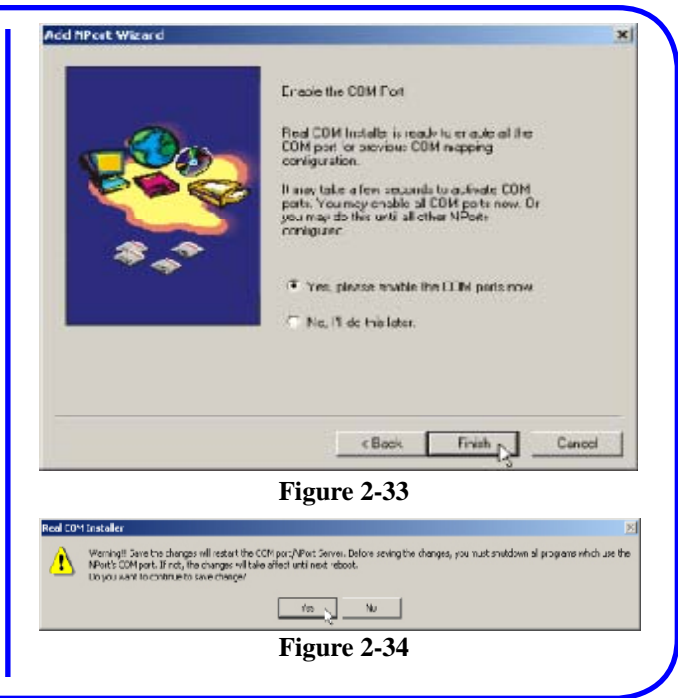 Add NPort Wizard
Enable the COM Port
Real COM Installer is ready to enable all the
COM port for previous COM mapping
configuration.
It may take a few seconds to activate COM
ports. You may enable all COM ports now. Or
you may do this until all other NPorts
configured.
Yes, please enable the COM ports now.
No, I'll do this later.
< Back
Finish
Cancel
Figure 2-33
Real COM Installer
Warning!! Save the changes will restart the COM port/NPort Server. Before saving the changes, you must shutdown all programs which use the
NPort's COM port. If not, the changes will take affect until next reboot.
Do you want to continue to save change?
Yes
No
Figure 2-34